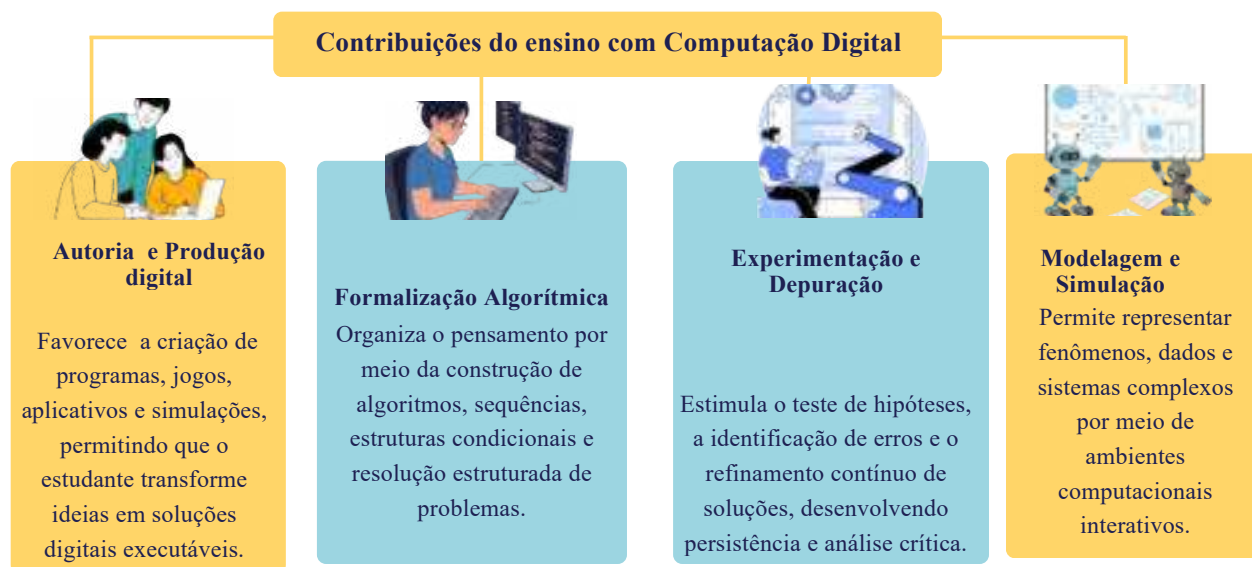 Contribuições do ensino com Computação Digital
Autoria e Produção
digital
Favorece a criação de
programas, jogos,
aplicativos e simulações,
permitindo que o
estudante transforme
ideias em soluções
digitais executáveis.
Formalização Algorítmica
Organiza o pensamento por
meio da construção de
algoritmos, sequências,
estruturas condicionais e
resolução estruturada de
problemas.
Experimentação e
Depuração
Estimula o teste de hipóteses,
a identificação de erros e o
refinamento contínuo de
soluções, desenvolvendo
persistência e análise crítica.
Modelagem e
Simulação
Permite representar
fenômenos, dados e
sistemas complexos
por meio de
ambientes
computacionais
interativos.